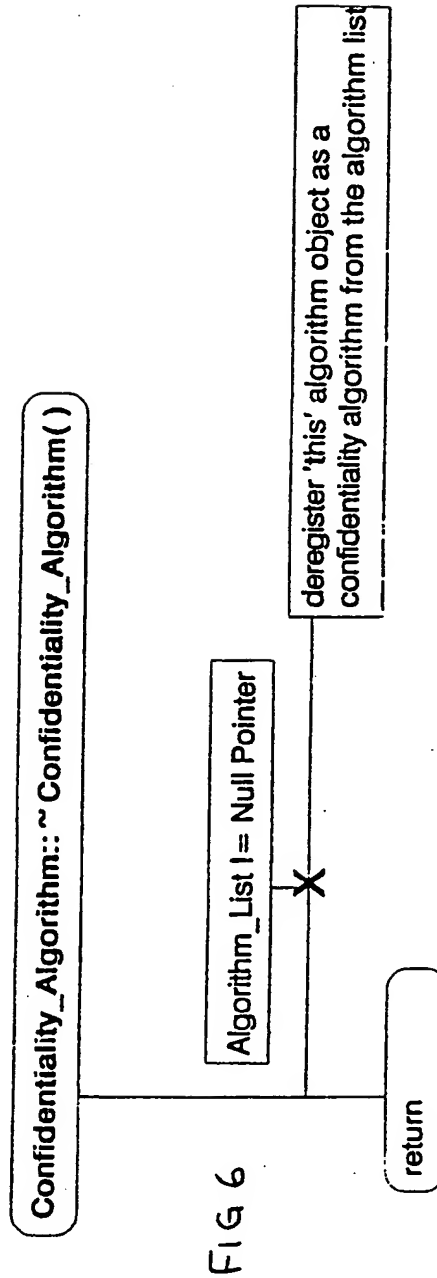 Confidentiality_Algorithm:: ~ Confidentiality_Algorithm( )
Algorithm_List != Null Pointer
deregister 'this' algorithm object as a
confidentiality algorithm from the algorithm list
return
FIG 6